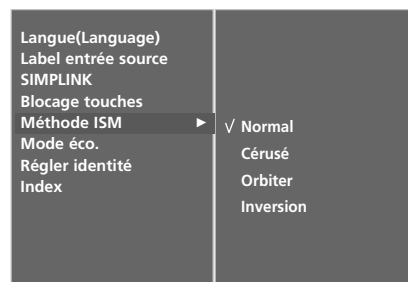 Langue(Language)
Label entrée source
SIMPLINK
Blocage touches
Méthode ISM ►
Mode éco.
Régler identité
Index
√ Normal
Cérusé
Orbiter
Inversion